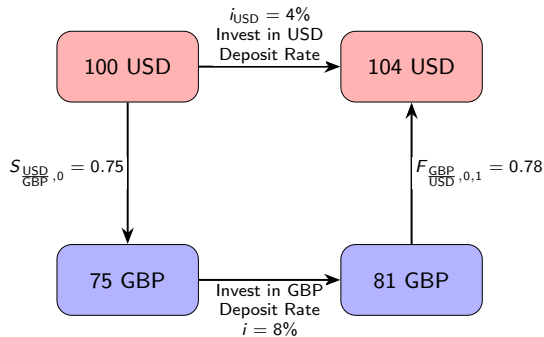 i_USD = 4%
Invest in USD
Deposit Rate
100 USD
104 USD
S_USD/GBP,0 = 0.75
F_GBP/USD,0,1 = 0.78
75 GBP
81 GBP
Invest in GBP
Deposit Rate
i = 8%